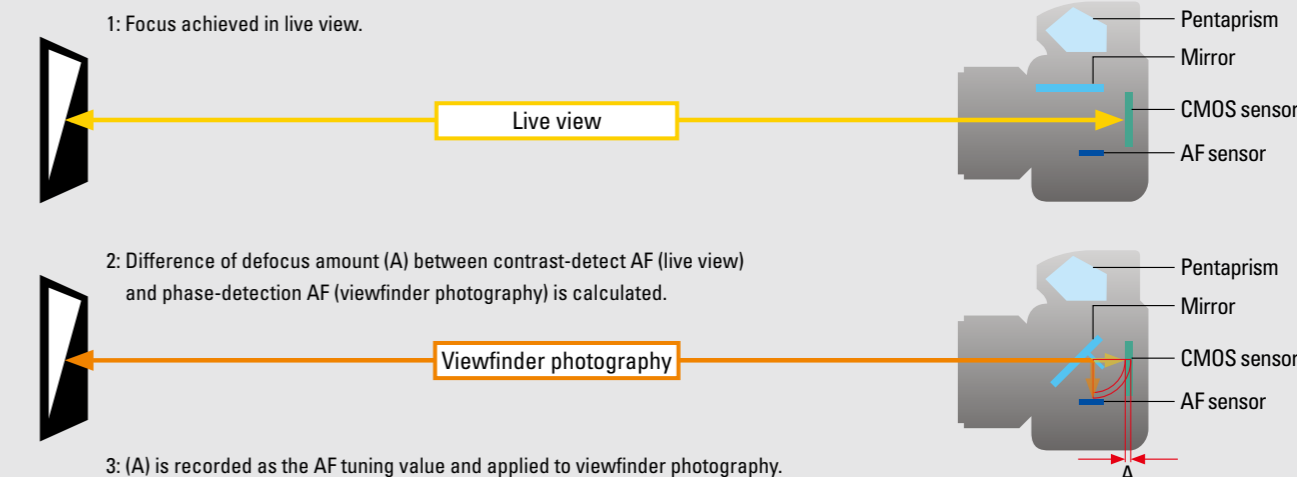 1: Focus achieved in live view.
Pentaprism
Mirror
Live view
CMOS sensor
AF sensor
2: Difference of defocus amount (A) between contrast-detect AF (live view)
and phase-detection AF (viewfinder photography) is calculated.
Pentaprism
Mirror
Viewfinder photography
CMOS sensor
AF sensor
3: (A) is recorded as the AF tuning value and applied to viewfinder photography.
A